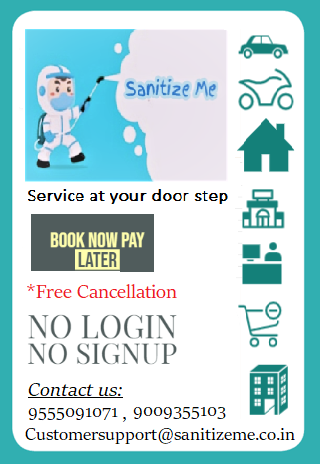 Sanitize Me
Service at your door step
BOOK NOW PAY
LATER
*Free Cancellation
NO LOGIN
NO SIGNUP
Contact us:
9555091071 , 9009355103
Customersupport@sanitizeme.co.in